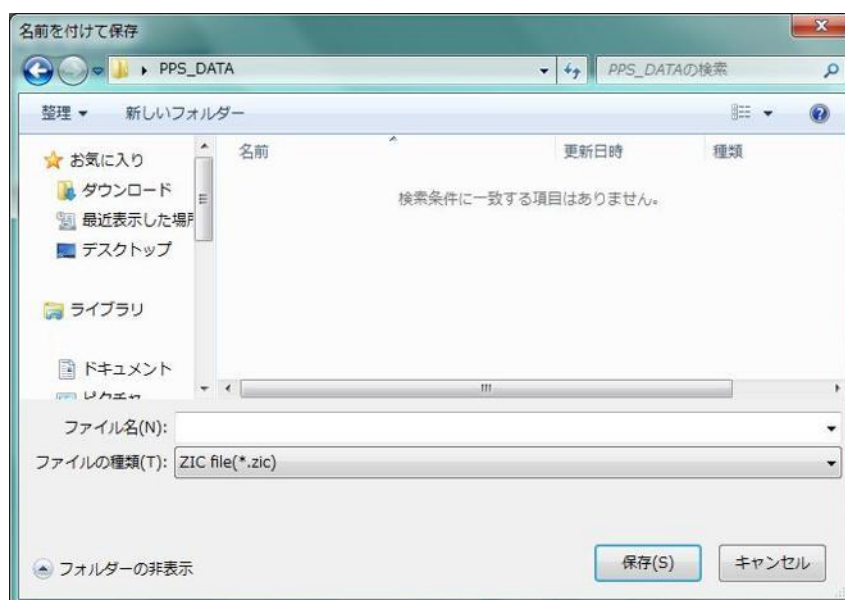 名前を付けて保存
PPS_DATA
PPS_DATAの検索
整理
新しいフォルダー
名前
更新日時
種類
検索条件に一致する項目はありません。
お気に入り
ダウンロード
最近表示した場所
デスクトップ
ライブラリ
ドキュメント
ピクチャ
ファイル名(N):
ファイルの種類(T): ZIC file(*.zic)
フォルダーの非表示
保存(S)
キャンセル